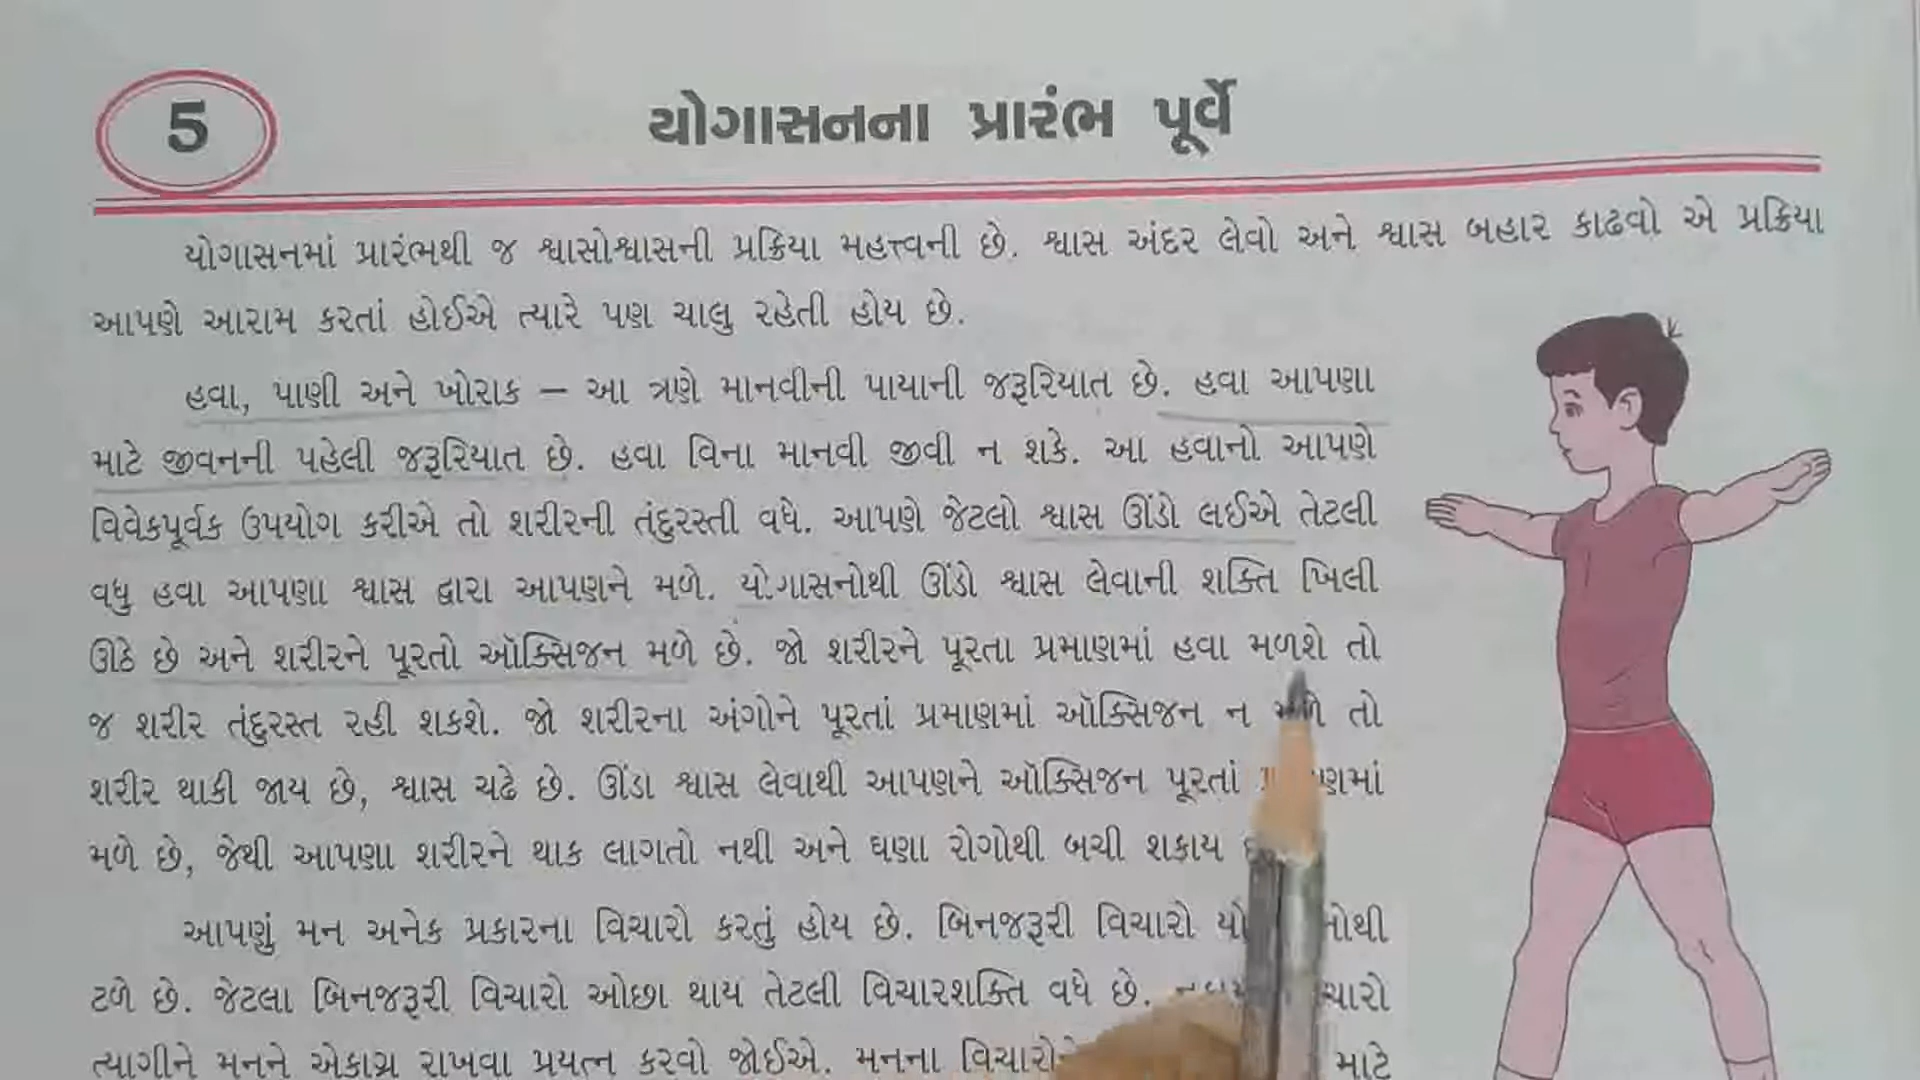 5
યોગાસનના પ્રારંભ પૂર્વે
યોગાસનમાં પ્રારંભથી જ શ્વાસોશ્વાસની પ્રક્રિયા મહત્ત્વની છે. શ્વાસ અંદર લેવો અને શ્વાસ બહાર કાઢવો એ પ્રક્રિયા
આપણે આરામ કરતાં હોઈએ ત્યારે પણ ચાલુ રહેતી હોય છે.
હવા, પાણી અને ખોરાક – આ ત્રણે માનવીની પાયાની જરૂરિયાત છે. હવા આપણા
માટે જીવનની પહેલી જરૂરિયાત છે. હવા વિના માનવી જીવી ન શકે. આ હવાનો આપણે
વિવેકપૂર્વક ઉપયોગ કરીએ તો શરીરની તંદુરસ્તી વધે. આપણે જેટલો શ્વાસ ઊંડો લઈએ તેટલી
વધુ હવા આપણા શ્વાસ દ્વારા આપણને મળે. યોગાસનોથી ઊંડો શ્વાસ લેવાની શક્તિ ખિલી
ઊઠે છે અને શરીરને પૂરતો ઑક્સિજન મળે છે. જો શરીરને પૂરતા પ્રમાણમાં હવા મળશે તો
જ શરીર તંદુરસ્ત રહી શકશે. જો શરીરના અંગોને પૂરતાં પ્રમાણમાં ઑક્સિજન ન મળે તો
શરીર થાકી જાય છે, શ્વાસ ચઢે છે. ઊંડા શ્વાસ લેવાથી આપણને ઑક્સિજન પૂરતાં
મળે છે, જેથી આપણા શરીરને થાક લાગતો નથી અને ઘણા રોગોથી બચી શકાય
આપણું મન અનેક પ્રકારના વિચારો કરતું હોય છે. બિનજરૂરી વિચારો
ટળે છે. જેટલા બિનજરૂરી વિચારો ઓછા થાય તેટલી વિચારશક્તિ વધે છે.
ત્યાગીને મનને એકાગ્ર રાખવા પ્રયત્ન કરવો જોઈએ. મનના માટે